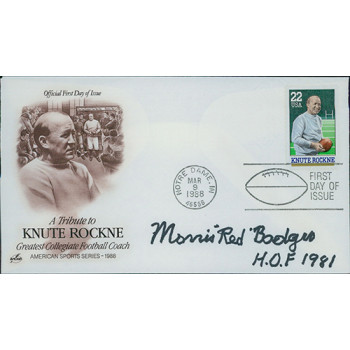 Official First Day of Issue
A Tribute to
KNUTE ROCKNE
Greatest Collegiate Football Coach
AMERICAN SPORTS SERIES • 1988
22
USA
KNUTE ROCKNE
NOTRE DAME, IN
MAR
9
1988
46556
FIRST
DAY OF
ISSUE
Morris "Red" Badgro
H.O.F 1981